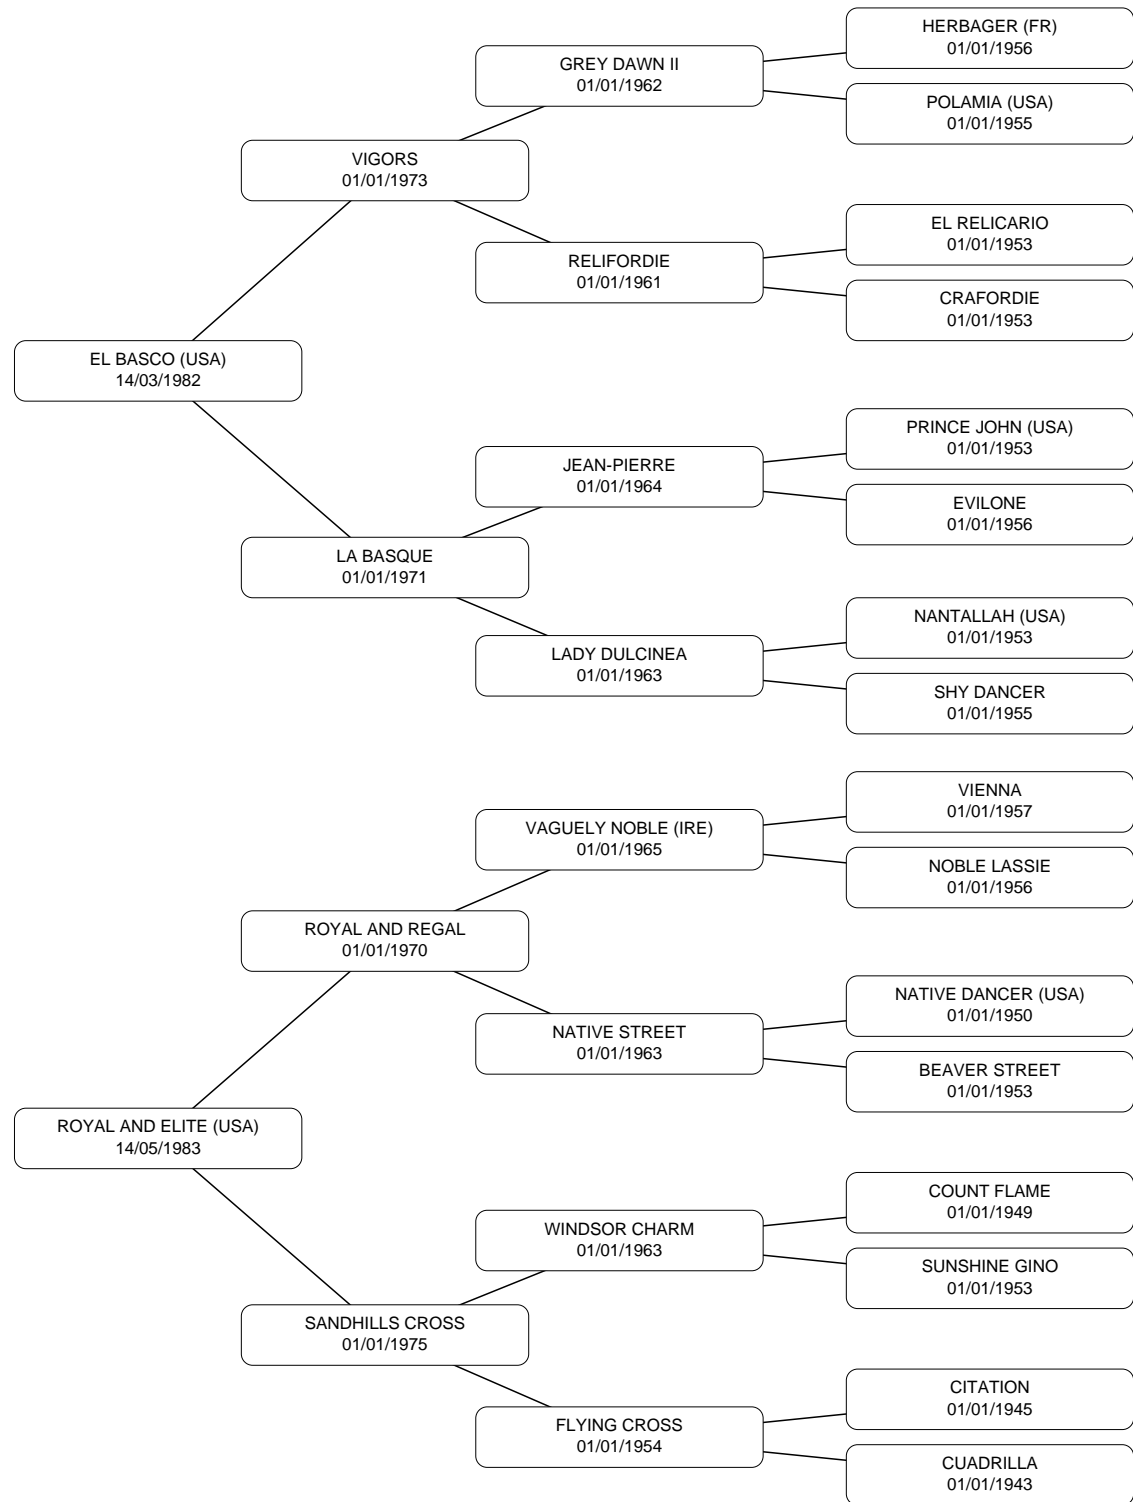 HERBAGER (FR)
01/01/1956
GREY DAWN II
01/01/1962
POLAMIA (USA)
01/01/1955
VIGORS
01/01/1973
EL RELICARIO
01/01/1953
RELIFORDIE
01/01/1961
CRAFORDIE
01/01/1953
EL BASCO (USA)
14/03/1982
PRINCE JOHN (USA)
01/01/1953
JEAN-PIERRE
01/01/1964
EVILONE
01/01/1956
LA BASQUE
01/01/1971
NANTALLAH (USA)
01/01/1953
LADY DULCINEA
01/01/1963
SHY DANCER
01/01/1955
VIENNA
01/01/1957
VAGUELY NOBLE (IRE)
01/01/1965
NOBLE LASSIE
01/01/1956
ROYAL AND REGAL
01/01/1970
NATIVE DANCER (USA)
01/01/1950
NATIVE STREET
01/01/1963
BEAVER STREET
01/01/1953
ROYAL AND ELITE (USA)
14/05/1983
COUNT FLAME
01/01/1949
WINDSOR CHARM
01/01/1963
SUNSHINE GINO
01/01/1953
SANDHILLS CROSS
01/01/1975
CITATION
01/01/1945
FLYING CROSS
01/01/1954
CUADRILLA
01/01/1943